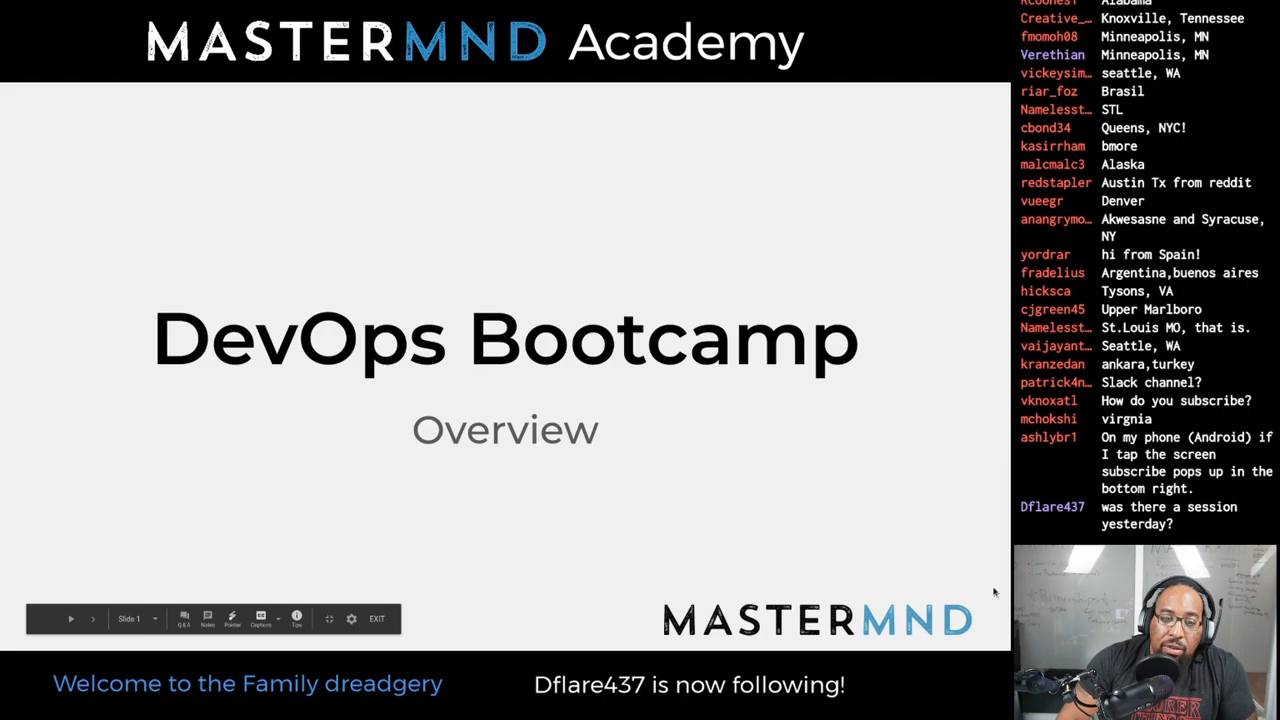 MASTERMND Academy
DevOps Bootcamp
Overview
Slide 1
Q & A
Notes
Pointer
Captions
Tips
EXIT
MASTERMND
Welcome to the Family dreadgery
Dflare437 is now following!
Alabama
Creative_… Knoxville, Tennessee
fmomoh08 Minneapolis, MN
Verethian Minneapolis, MN
vickeysim… seattle, WA
riar_foz Brasil
Namelesst… STL
cbond34 Queens, NYC!
kasirrham bmore
malcmalc3 Alaska
redstapler Austin Tx from reddit
vueegr Denver
anangrymo… Akwesasne and Syracuse,
NY
yordrar hi from Spain!
fradelius Argentina,buenos aires
hicksca Tysons, VA
cjgreen45 Upper Marlboro
Namelesst… St.Louis MO, that is.
vaijayant… Seattle, WA
kranzedan ankara,turkey
patrick4n… Slack channel?
vknoxatl How do you subscribe?
mchokshi virgnia
ashlybr1 On my phone (Android) if
I tap the screen
subscribe pops up in the
bottom right.
Dflare437 was there a session
yesterday?